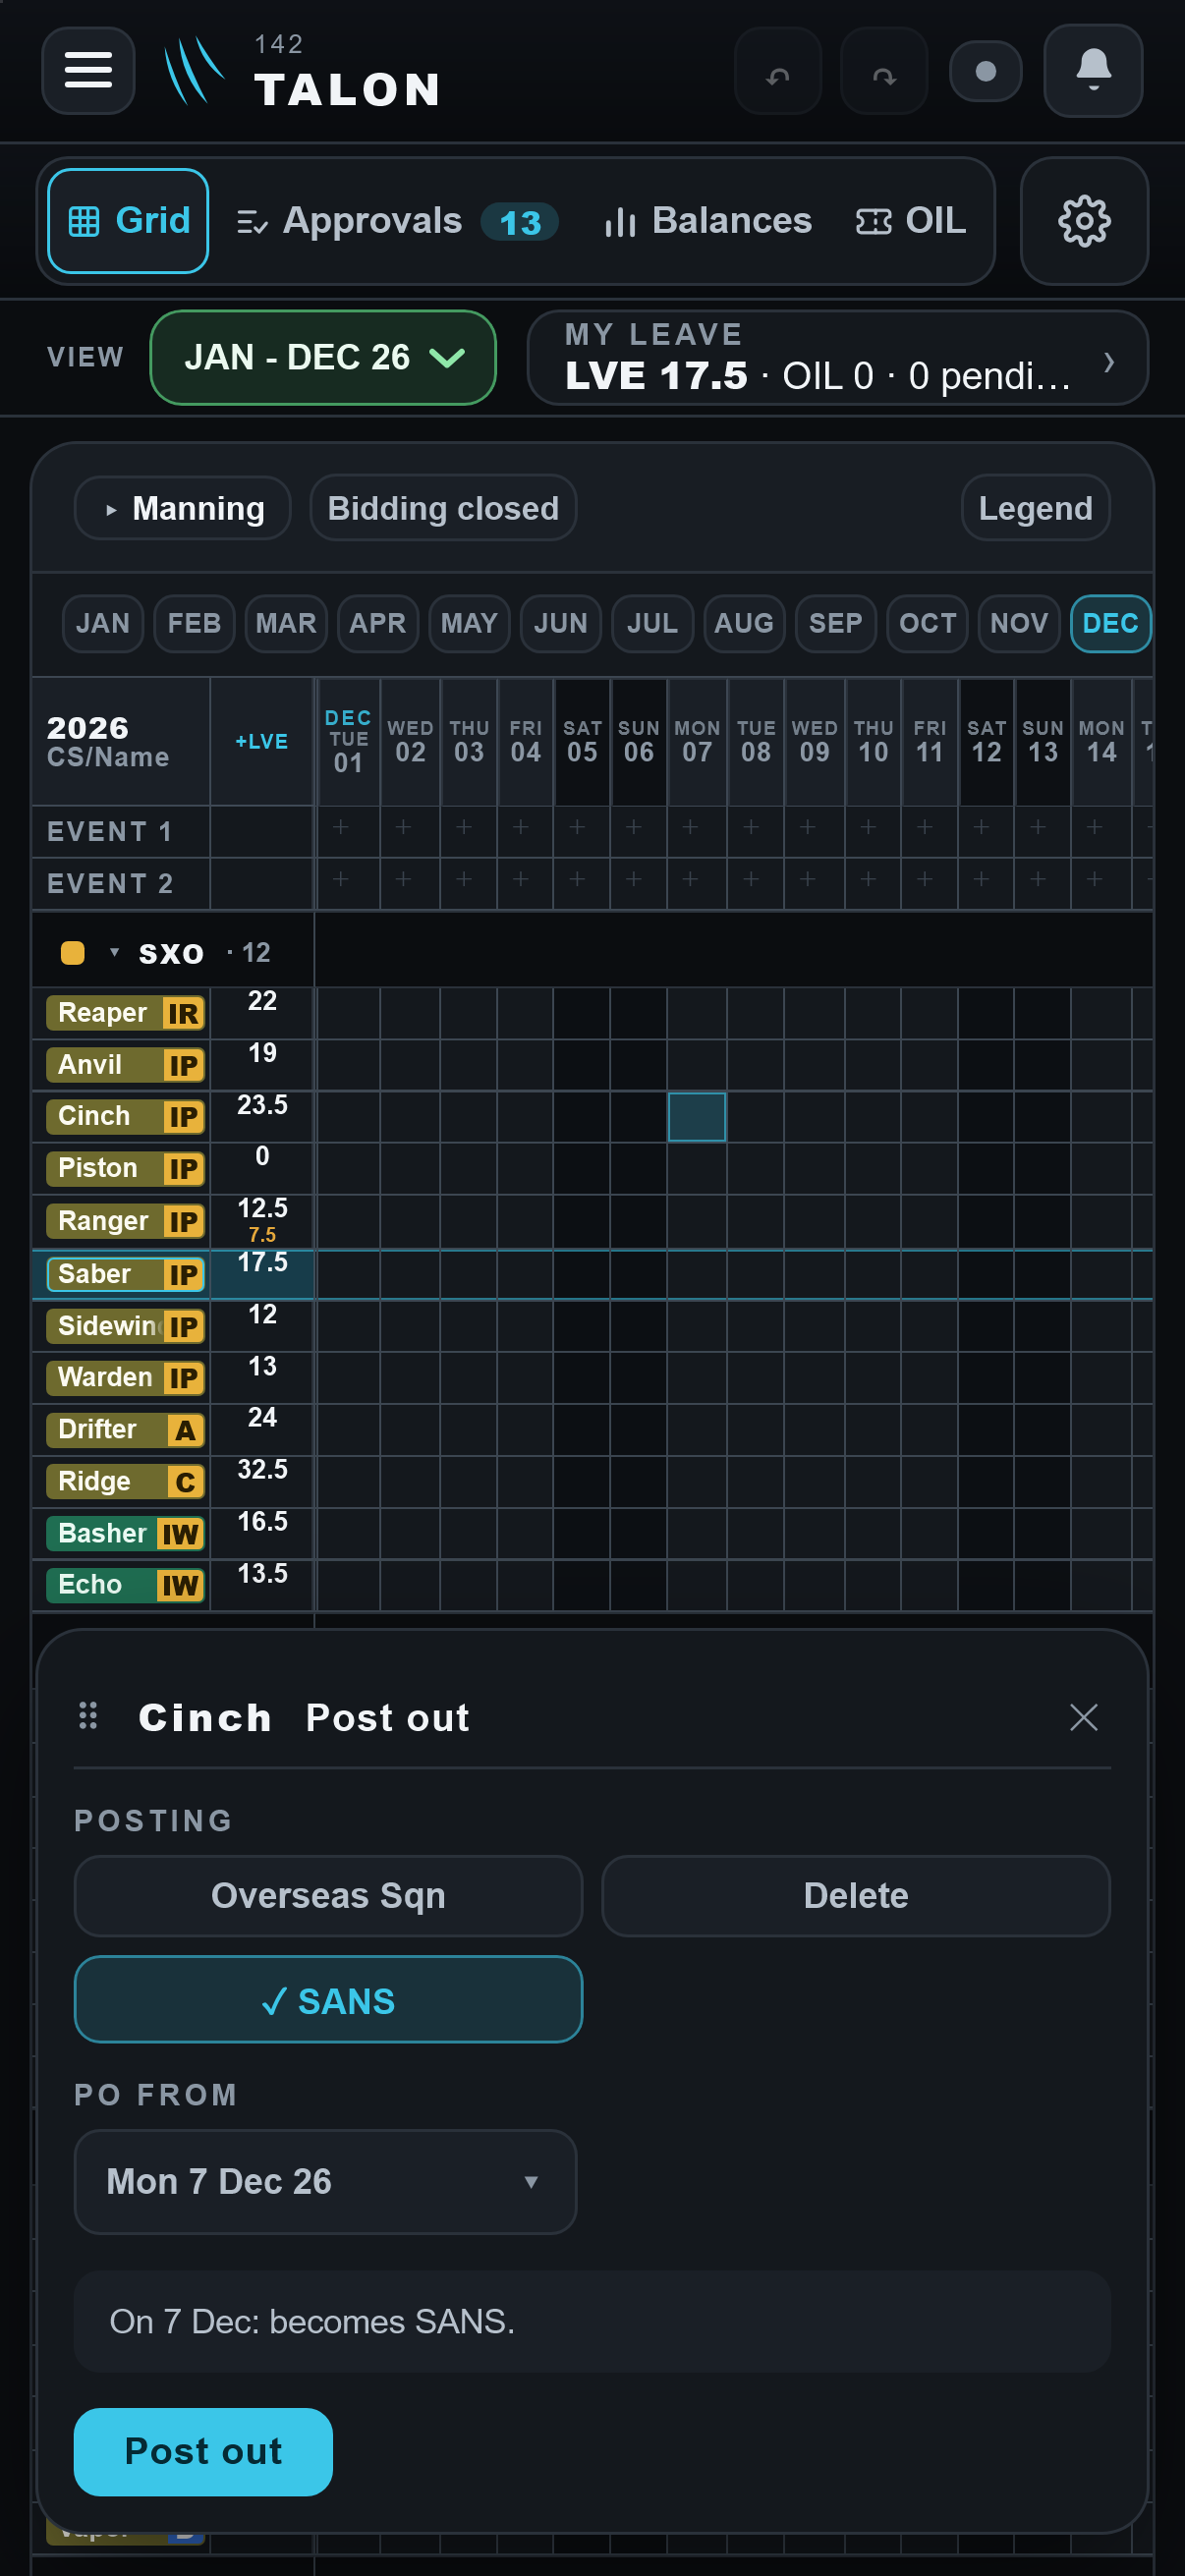 142
TALON
Grid
Approvals 13
Balances
OIL
VIEW
JAN - DEC 26
MY LEAVE
LVE 17.5 · OIL 0 · 0 pendi…
Manning
Bidding closed
Legend
JAN FEB MAR APR MAY JUN JUL AUG SEP OCT NOV DEC
2026
CS/Name
+LVE
DEC TUE 01
WED 02
THU 03
FRI 04
SAT 05
SUN 06
MON 07
TUE 08
WED 09
THU 10
FRI 11
SAT 12
SUN 13
MON 14
EVENT 1 + + + + + + + + + + + + + +
EVENT 2 + + + + + + + + + + + + + +
SXO · 12
Reaper IR 22
Anvil IP 19
Cinch IP 23.5
Piston IP 0
Ranger IP 12.5
7.5
Saber IP 17.5
Sidewin IP 12
Warden IP 13
Drifter A 24
Ridge C 32.5
Basher IW 16.5
Echo IW 13.5
Cinch Post out
POSTING
Overseas Sqn
Delete
✓ SANS
PO FROM
Mon 7 Dec 26
On 7 Dec: becomes SANS.
Post out